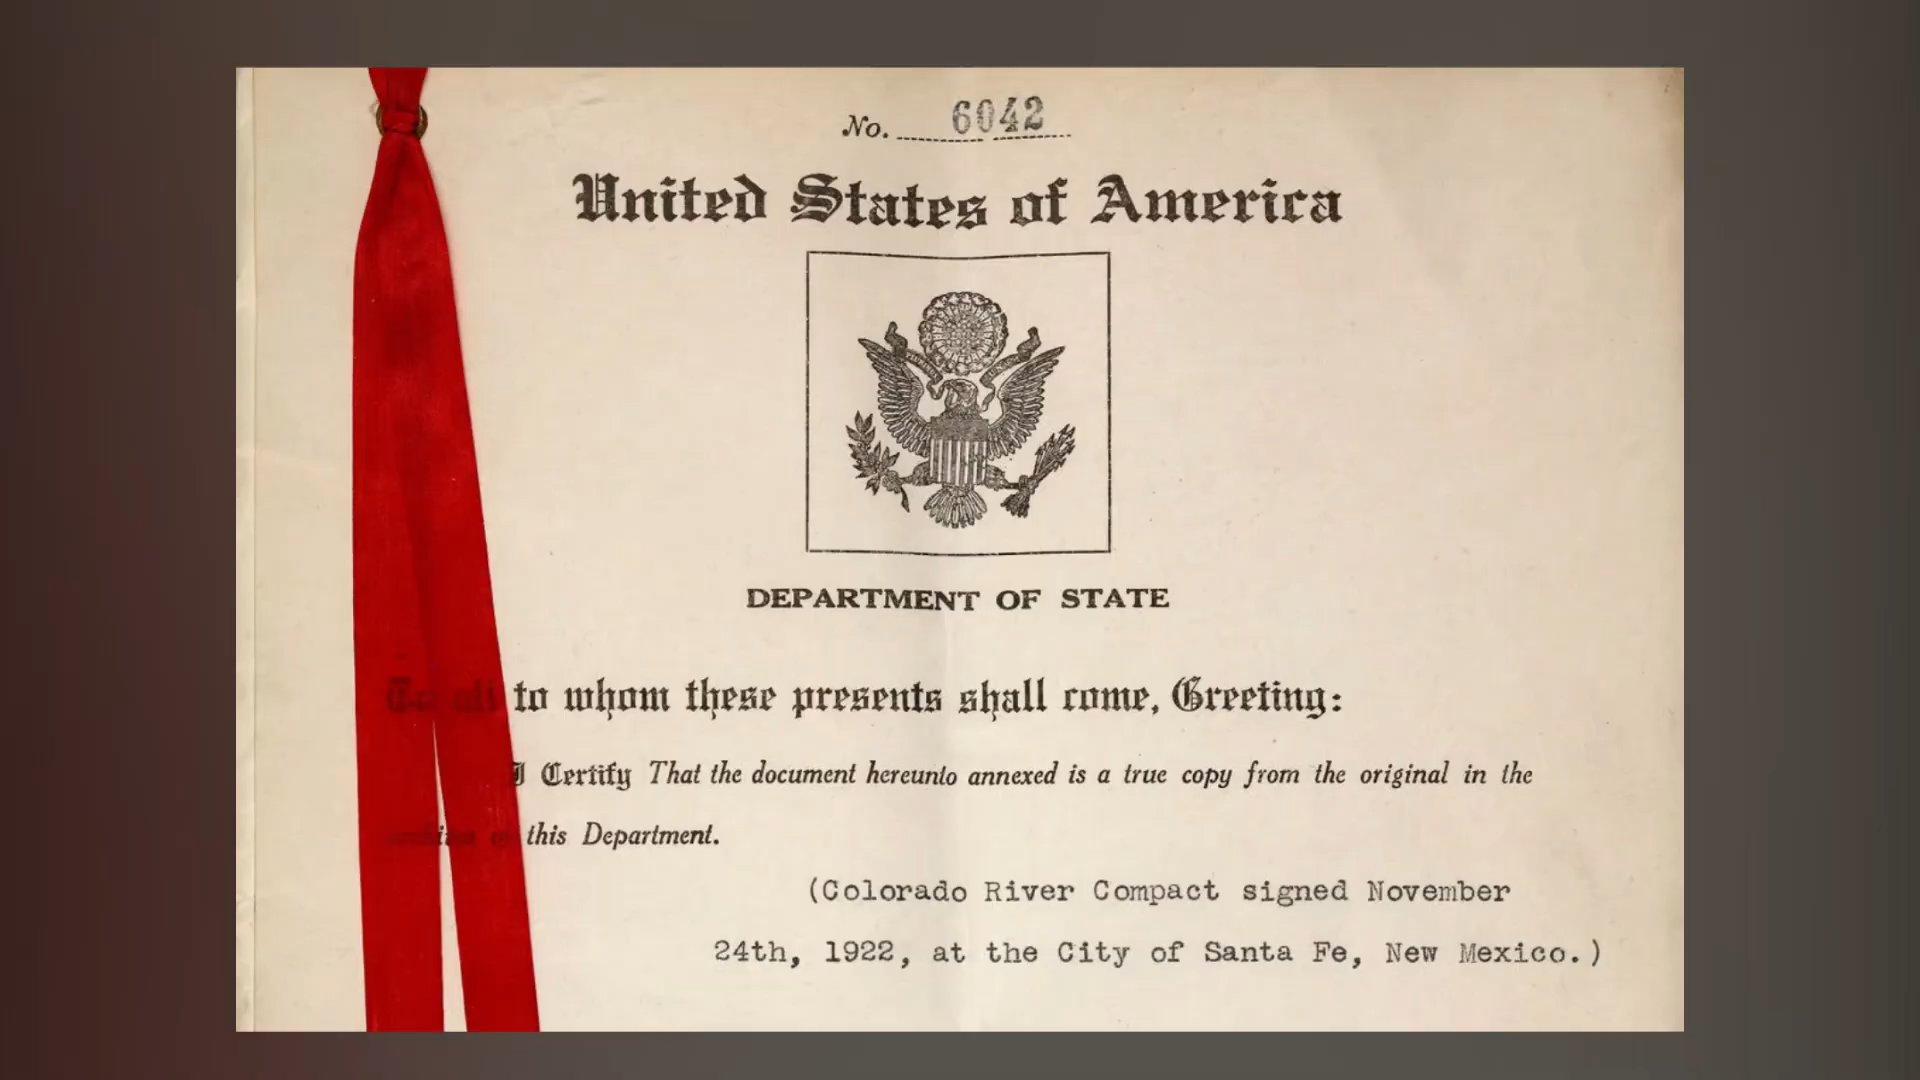 No. 6042
United States of America
DEPARTMENT OF STATE
To all to whom these presents shall come, Greeting:
I Certify That the document hereunto annexed is a true copy from the original in the
this Department.
(Colorado River Compact signed November
24th, 1922, at the City of Santa Fe, New Mexico.)